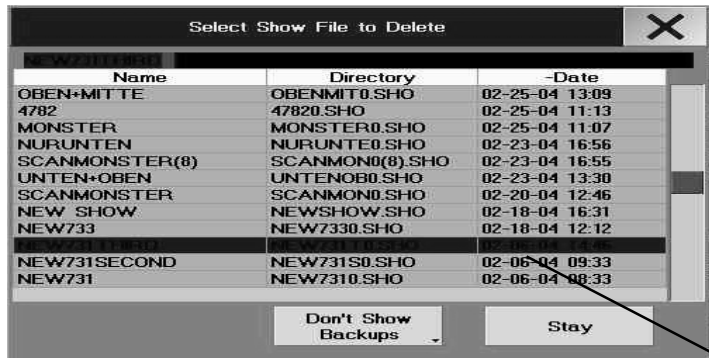 Select Show File to Delete
NEW731THIRD
Name Directory -Date
OBEN+MITTE OBENMIT0.SHO 02-25-04 13:09
4782 47820.SHO 02-25-04 11:13
MONSTER MONSTER0.SHO 02-25-04 11:07
NURUNTEN NURUNTE0.SHO 02-23-04 16:56
SCANMONSTER(8) SCANMON0(8).SHO 02-23-04 16:55
UNTEN+OBEN UNTENOB0.SHO 02-23-04 13:30
SCANMONSTER SCANMON0.SHO 02-20-04 12:46
NEW SHOW NEWSHOW.SHO 02-18-04 16:31
NEW733 NEW7330.SHO 02-18-04 12:12
NEW731THIRD NEW731T0.SHO 02-06-04 14:46
NEW731SECOND NEW731S0.SHO 02-06-04 09:33
NEW731 NEW7310.SHO 02-06-04 08:33
Don't Show
Backups
Stay